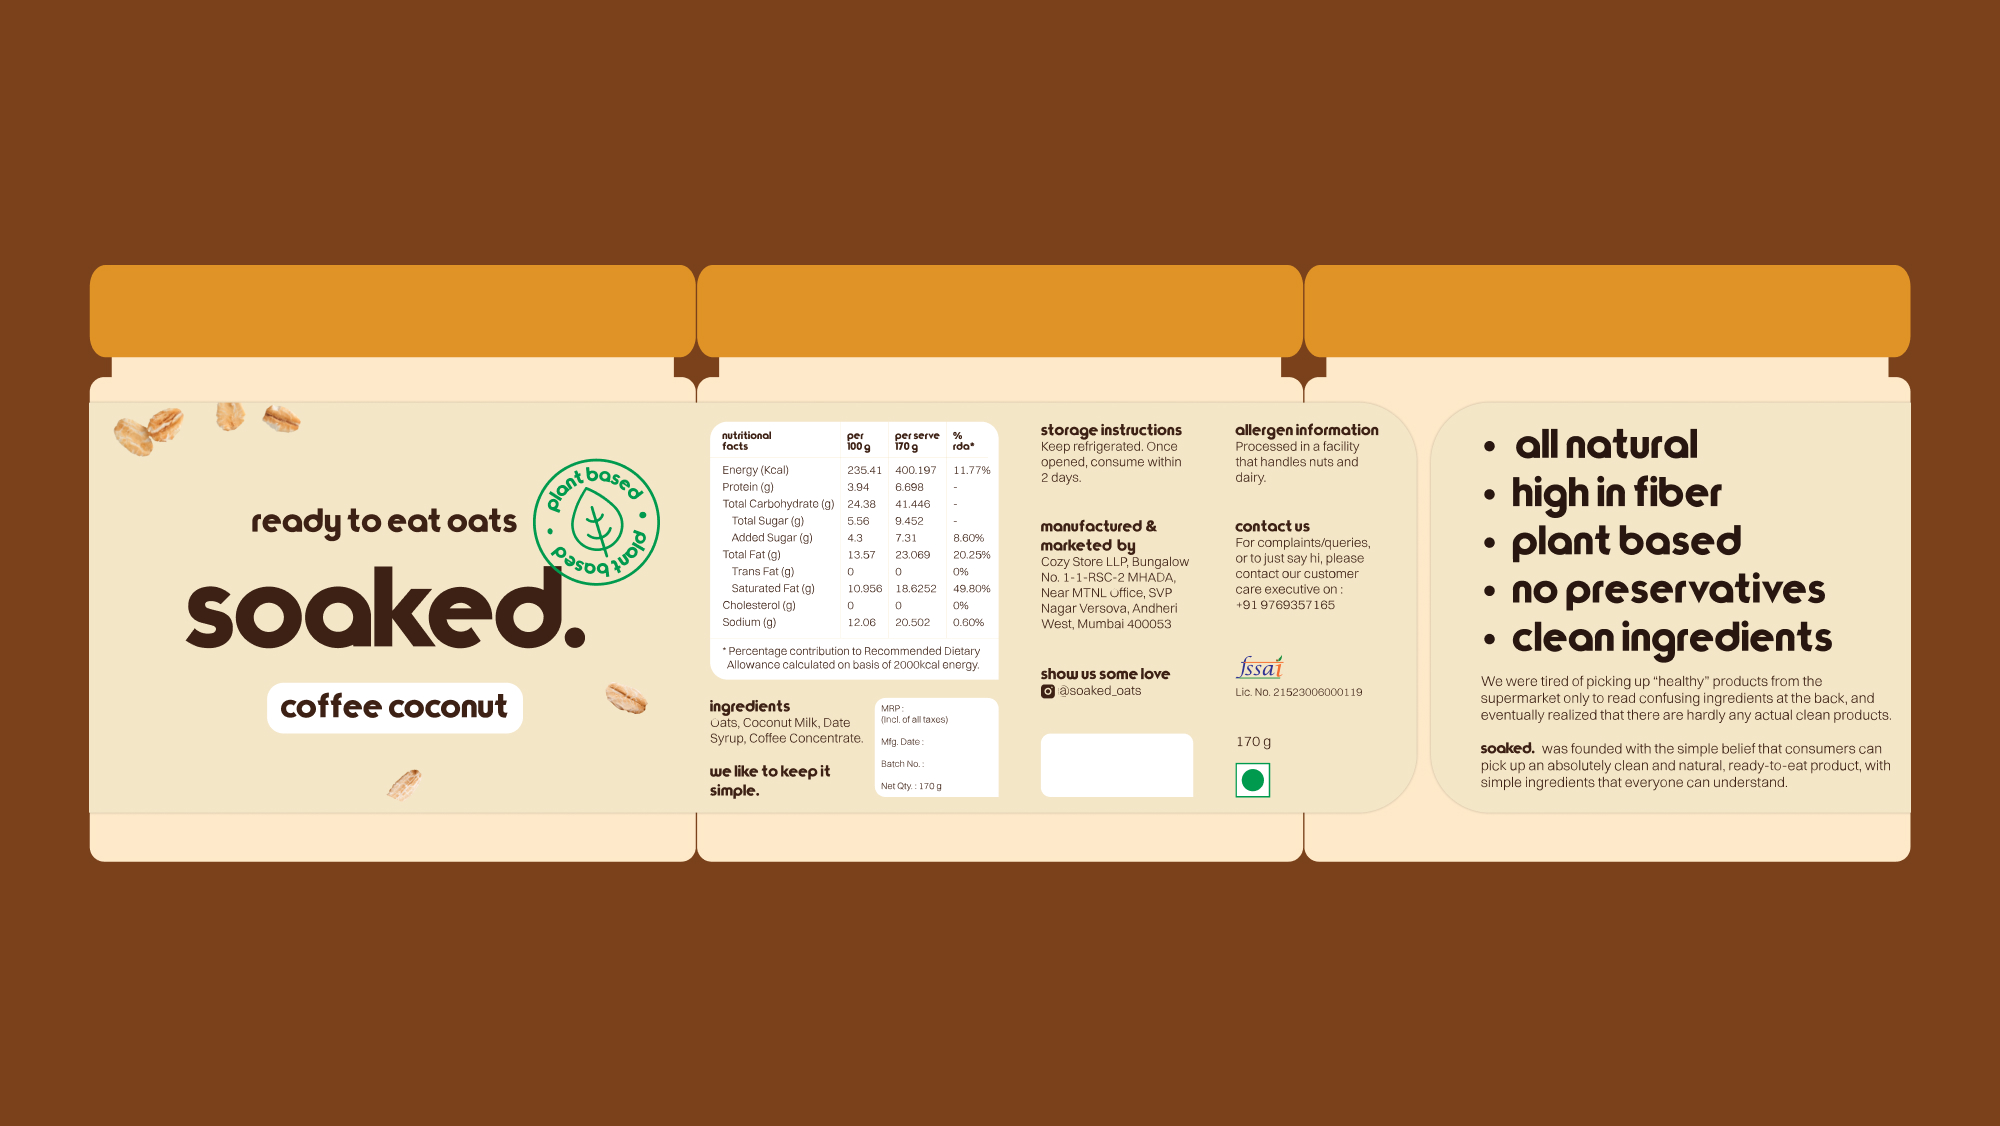 ready to eat oats
plant based • plant based •
soaked.
coffee coconut
nutritional facts | per 100 g | per serve 170 g | % rda*
Energy (Kcal) 235.41 400.197 11.77%
Protein (g) 3.94 6.698 -
Total Carbohydrate (g) 24.38 41.446 -
Total Sugar (g) 5.56 9.452 -
Added Sugar (g) 4.3 7.31 8.60%
Total Fat (g) 13.57 23.069 20.25%
Trans Fat (g) 0 0 0%
Saturated Fat (g) 10.956 18.6252 49.80%
Cholesterol (g) 0 0 0%
Sodium (g) 12.06 20.502 0.60%
* Percentage contribution to Recommended Dietary
Allowance calculated on basis of 2000kcal energy.
ingredients
Oats, Coconut Milk, Date
Syrup, Coffee Concentrate.
we like to keep it
simple.
MRP :
(Incl. of all taxes)
Mfg. Date :
Batch No. :
Net Qty. : 170 g
storage instructions
Keep refrigerated. Once
opened, consume within
2 days.
manufactured &
marketed by
Cozy Store LLP, Bungalow
No. 1-1-RSC-2 MHADA,
Near MTNL Office, SVP
Nagar Versova, Andheri
West, Mumbai 400053
show us some love
@soaked_oats
allergen information
Processed in a facility
that handles nuts and
dairy.
contact us
For complaints/queries,
or to just say hi, please
contact our customer
care executive on :
+91 9769357165
fssai
Lic. No. 21523006000119
170 g
• all natural
• high in fiber
• plant based
• no preservatives
• clean ingredients
We were tired of picking up “healthy” products from the
supermarket only to read confusing ingredients at the back, and
eventually realized that there are hardly any actual clean products.
soaked. was founded with the simple belief that consumers can
pick up an absolutely clean and natural, ready-to-eat product, with
simple ingredients that everyone can understand.